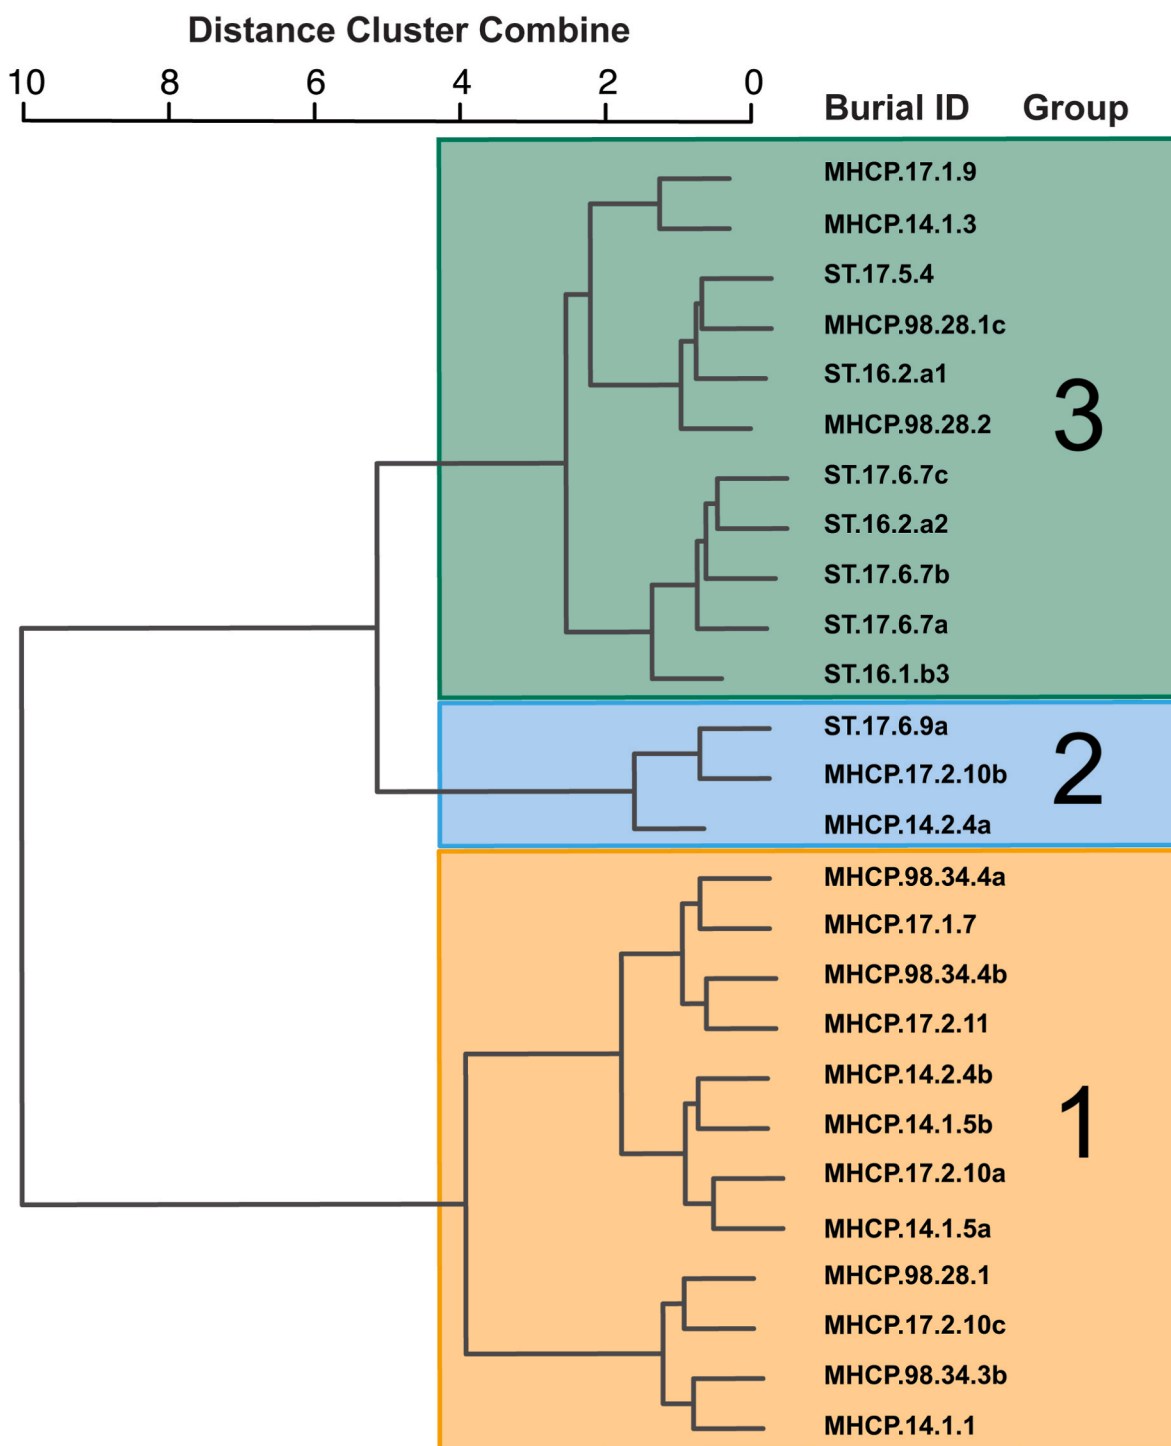 Distance Cluster Combine
10 8 6 4 2 0
Burial ID Group
MHCP.17.1.9
MHCP.14.1.3
ST.17.5.4
MHCP.98.28.1c
ST.16.2.a1
3
MHCP.98.28.2
ST.17.6.7c
ST.16.2.a2
ST.17.6.7b
ST.17.6.7a
ST.16.1.b3
ST.17.6.9a
2
MHCP.17.2.10b
MHCP.14.2.4a
MHCP.98.34.4a
MHCP.17.1.7
MHCP.98.34.4b
MHCP.17.2.11
MHCP.14.2.4b
1
MHCP.14.1.5b
MHCP.17.2.10a
MHCP.14.1.5a
MHCP.98.28.1
MHCP.17.2.10c
MHCP.98.34.3b
MHCP.14.1.1